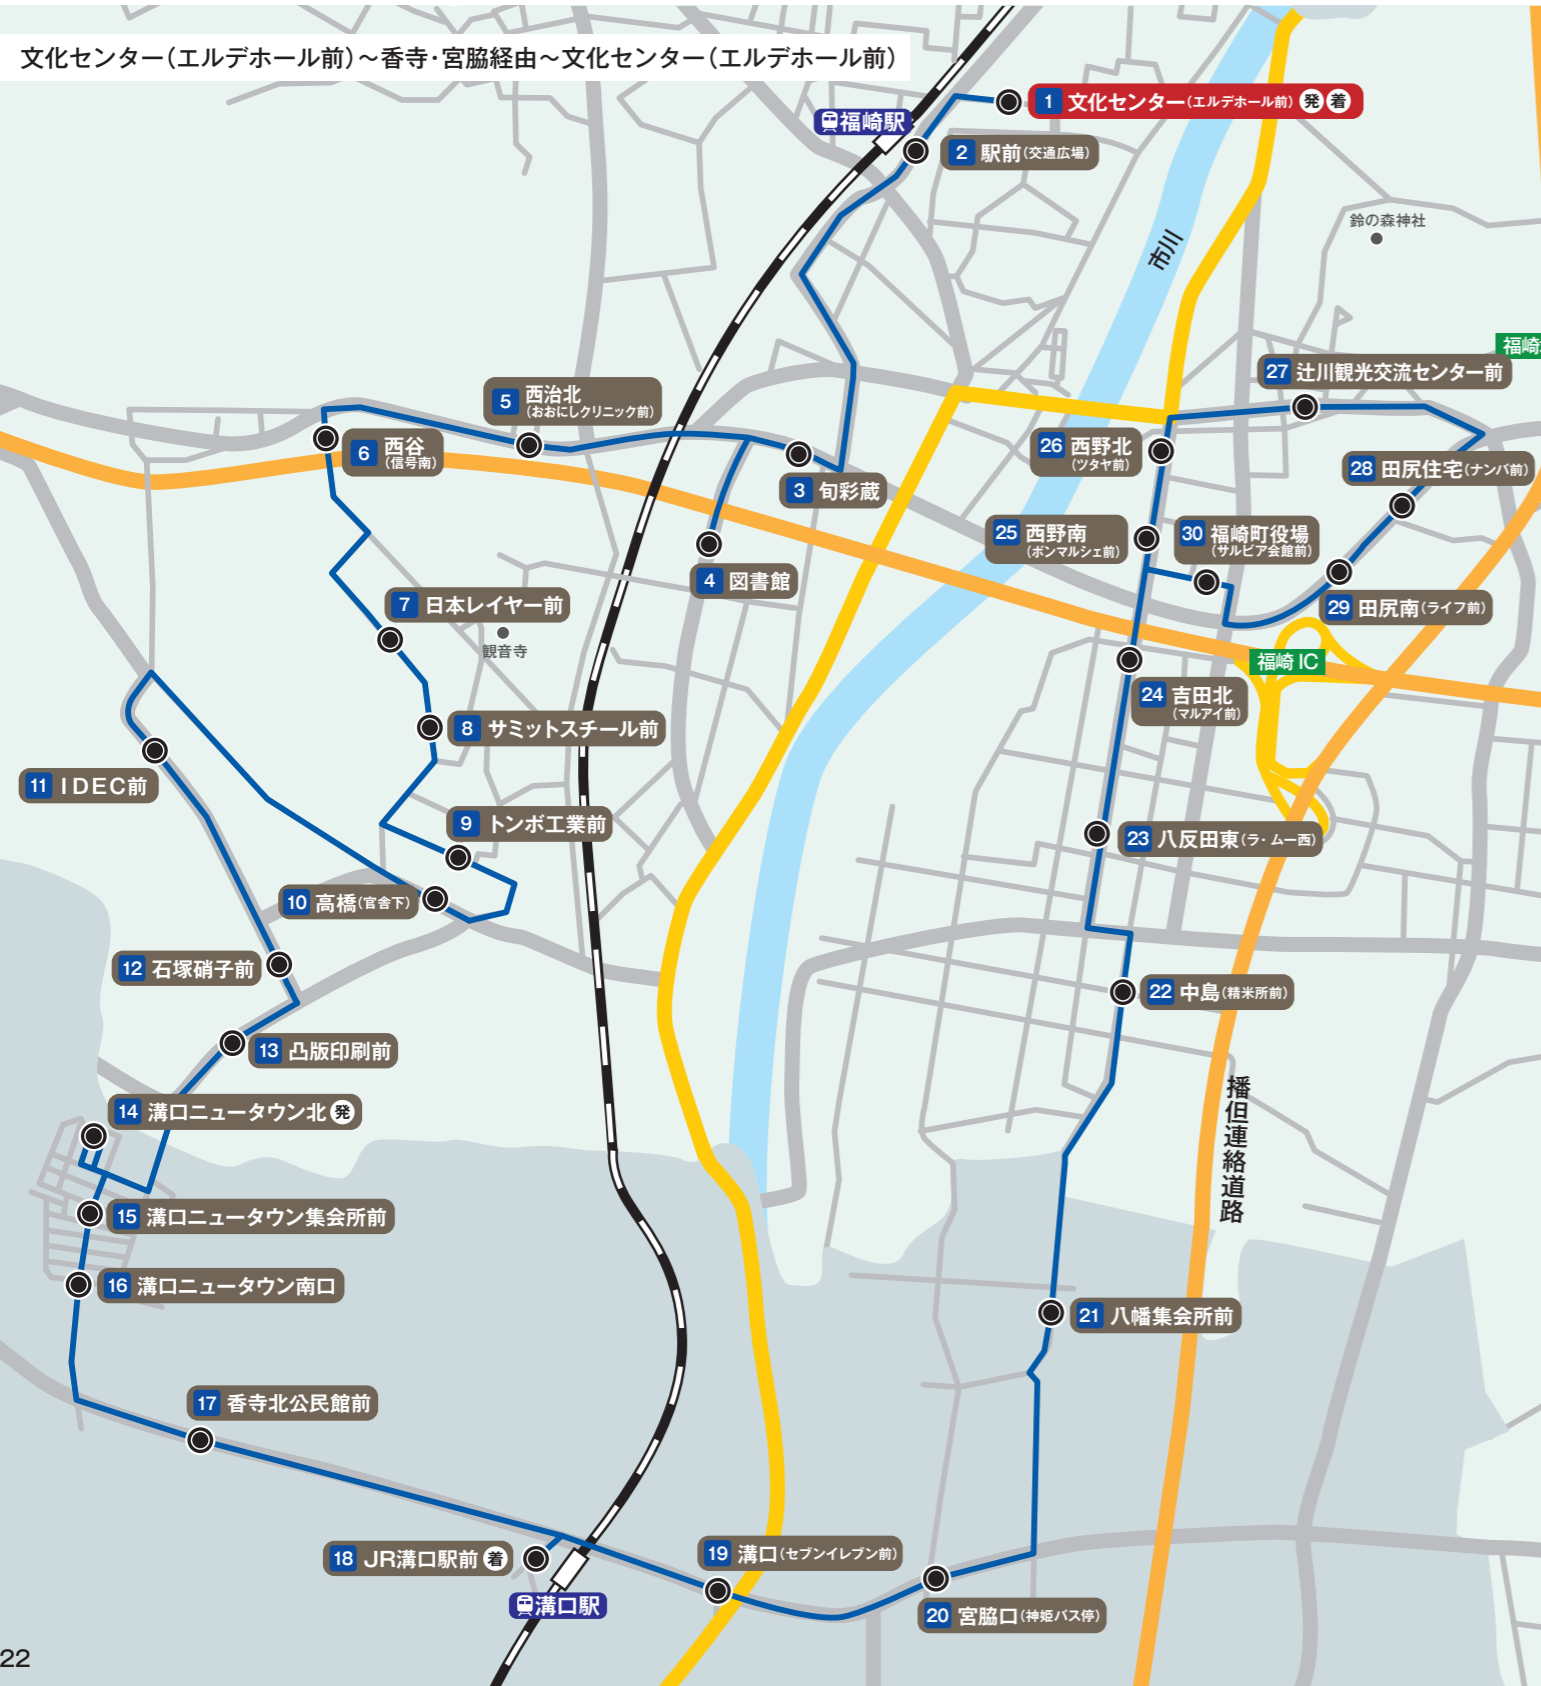 文化センター(エルデホール前)～香寺・宮脇経由～文化センター(エルデホール前)
福崎駅
1 文化センター(エルデホール前) 発 着
2 駅前(交通広場)
市川
鈴の森神社
福崎
27 辻川観光交流センター前
5 西治北
(おおにしクリニック前)
6 西谷
(信号南)
26 西野北
(ツタヤ前)
28 田尻住宅(ナンバ前)
3 旬彩蔵
25 西野南
(ボンマルシェ前)
30 福崎町役場
(サルビア会館前)
4 図書館
7 日本レイヤー前
29 田尻南(ライフ前)
観音寺
福崎 IC
24 吉田北
(マルアイ前)
8 サミットスチール前
11 IDEC前
9 トンボ工業前
23 八反田東(ラ・ムー西)
10 高橋(官舎下)
12 石塚硝子前
22 中島(精米所前)
13 凸版印刷前
播但連絡道路
14 溝口ニュータウン北 発
15 溝口ニュータウン集会所前
16 溝口ニュータウン南口
21 八幡集会所前
17 香寺北公民館前
18 JR溝口駅前 着
19 溝口(セブンイレブン前)
溝口駅
20 宮脇口(神姫バス停)
22